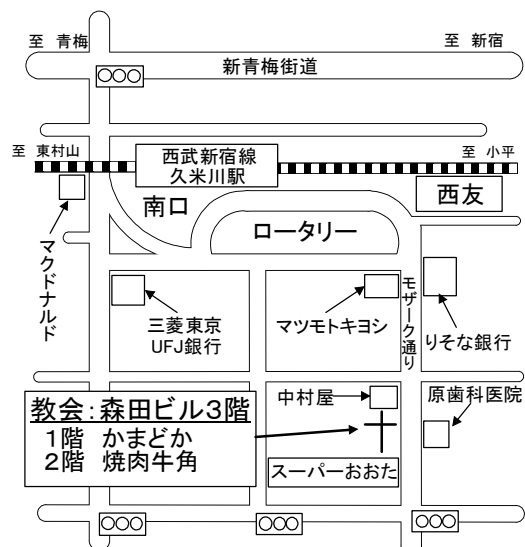 至 青梅
至 新宿
新青梅街道
至 東村山
西武新宿線
久米川駅
至 小平
西友
南口
ロータリー
マクドナルド
三菱東京
UFJ銀行
マツモトキヨシ
モザーク通り
りそな銀行
教会：森田ビル３階
１階 かまどか
２階 焼肉牛角
中村屋
原歯科医院
スーパーおおた